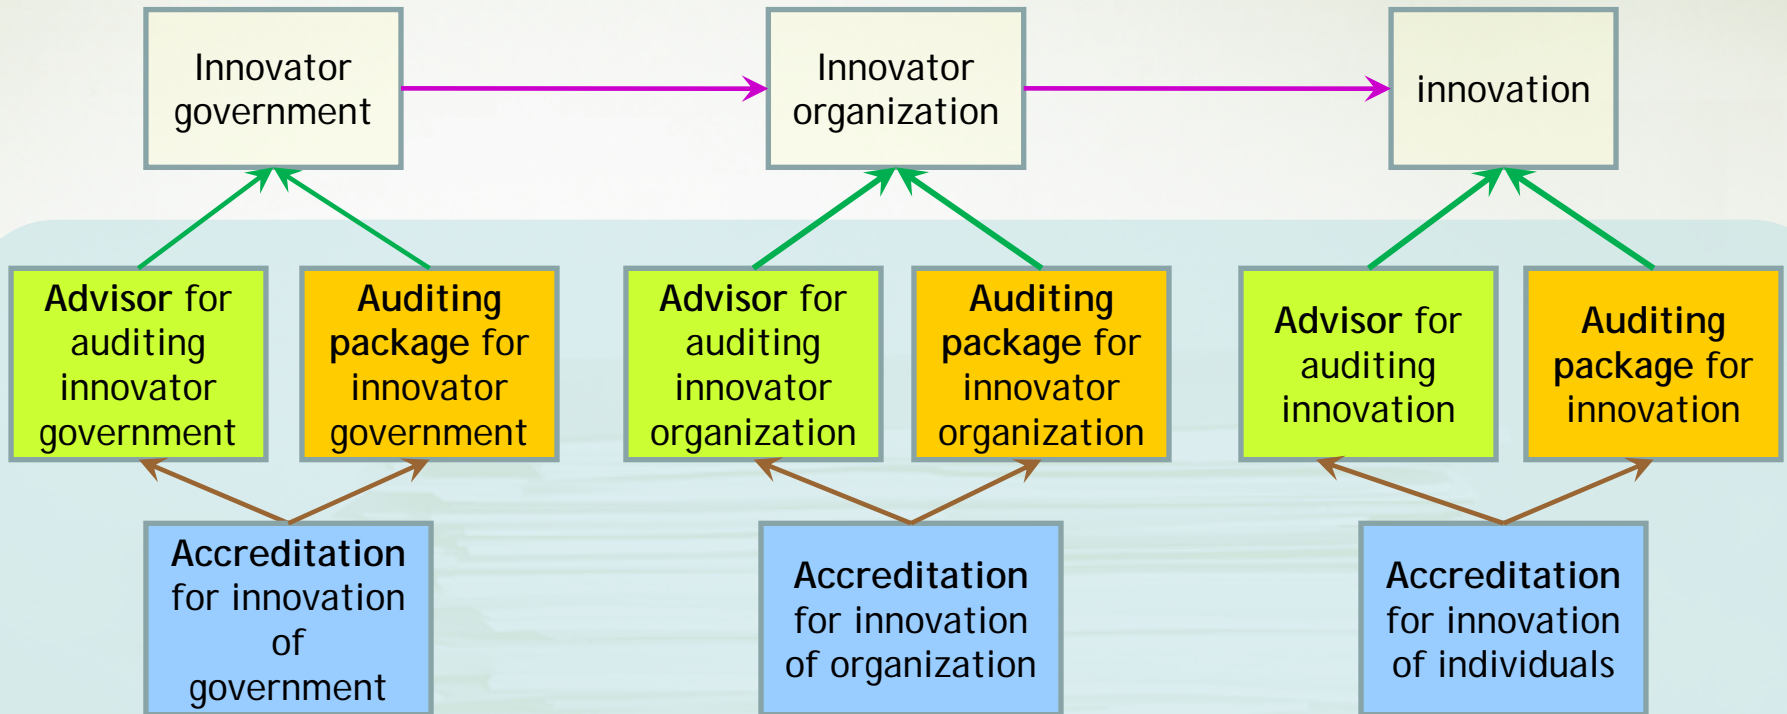 Innovator
government
Innovator
organization
innovation
Advisor for
auditing
innovator
government
Auditing
package for
innovator
government
Advisor for
auditing
innovator
organization
Auditing
package for
innovator
organization
Advisor for
auditing
innovation
Auditing
package for
innovation
Accreditation
for innovation
of
government
Accreditation
for innovation
of organization
Accreditation
for innovation
of individuals